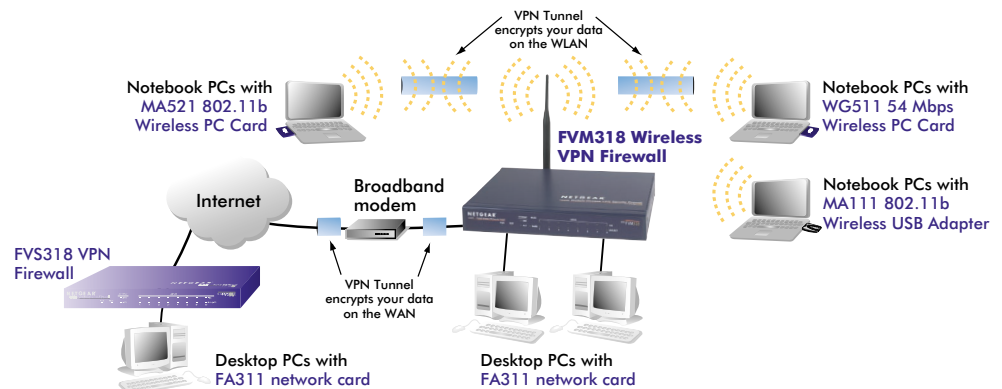 VPN Tunnel
encrypts your data
on the WLAN
Notebook PCs with
MA521 802.11b
Wireless PC Card
Notebook PCs with
WG511 54 Mbps
Wireless PC Card
FVM318 Wireless
VPN Firewall
Notebook PCs with
MA111 802.11b
Wireless USB Adapter
Internet
Broadband
modem
NETGEAR
FVS318 VPN
Firewall
NETGEAR
VPN Tunnel
encrypts your data
on the WAN
Desktop PCs with
FA311 network card
Desktop PCs with
FA311 network card